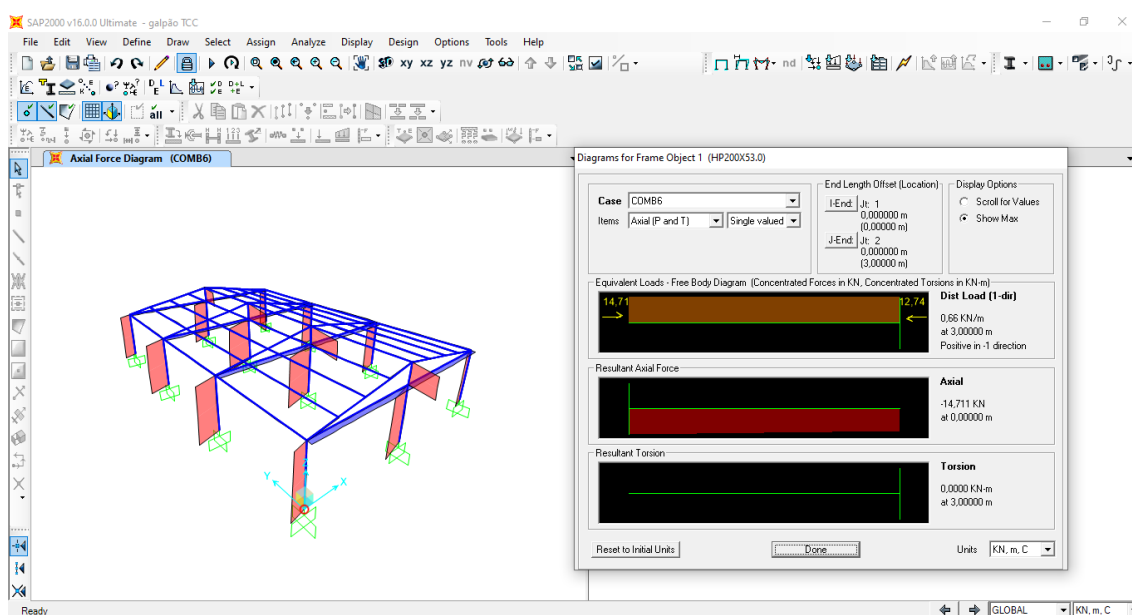 SAP2000 v16.0.0 Ultimate - galpão TCC
File Edit View Define Draw Select Assign Analyze Display Design Options Tools Help
xy xz yz nv
nd
all
Axial Force Diagram (COMB6)
Y
X
Diagrams for Frame Object 1 (HP200X53.0)
Case COMB6
Items Axial (P and T) Single valued
End Length Offset (Location)
I-End: Jt: 1
0,000000 m
(0,00000 m)
J-End: Jt: 2
0,000000 m
(3,00000 m)
Display Options
Scroll for Values
Show Max
Equivalent Loads - Free Body Diagram (Concentrated Forces in KN, Concentrated Torsions in KN-m)
14,71
12,74
Dist Load (1-dir)
0,66 KN/m
at 3,00000 m
Positive in -1 direction
Resultant Axial Force
Axial
-14,711 KN
at 0,00000 m
Resultant Torsion
Torsion
0,0000 KN-m
at 3,00000 m
Reset to Initial Units
Done
Units KN, m, C
Ready
GLOBAL
KN, m, C